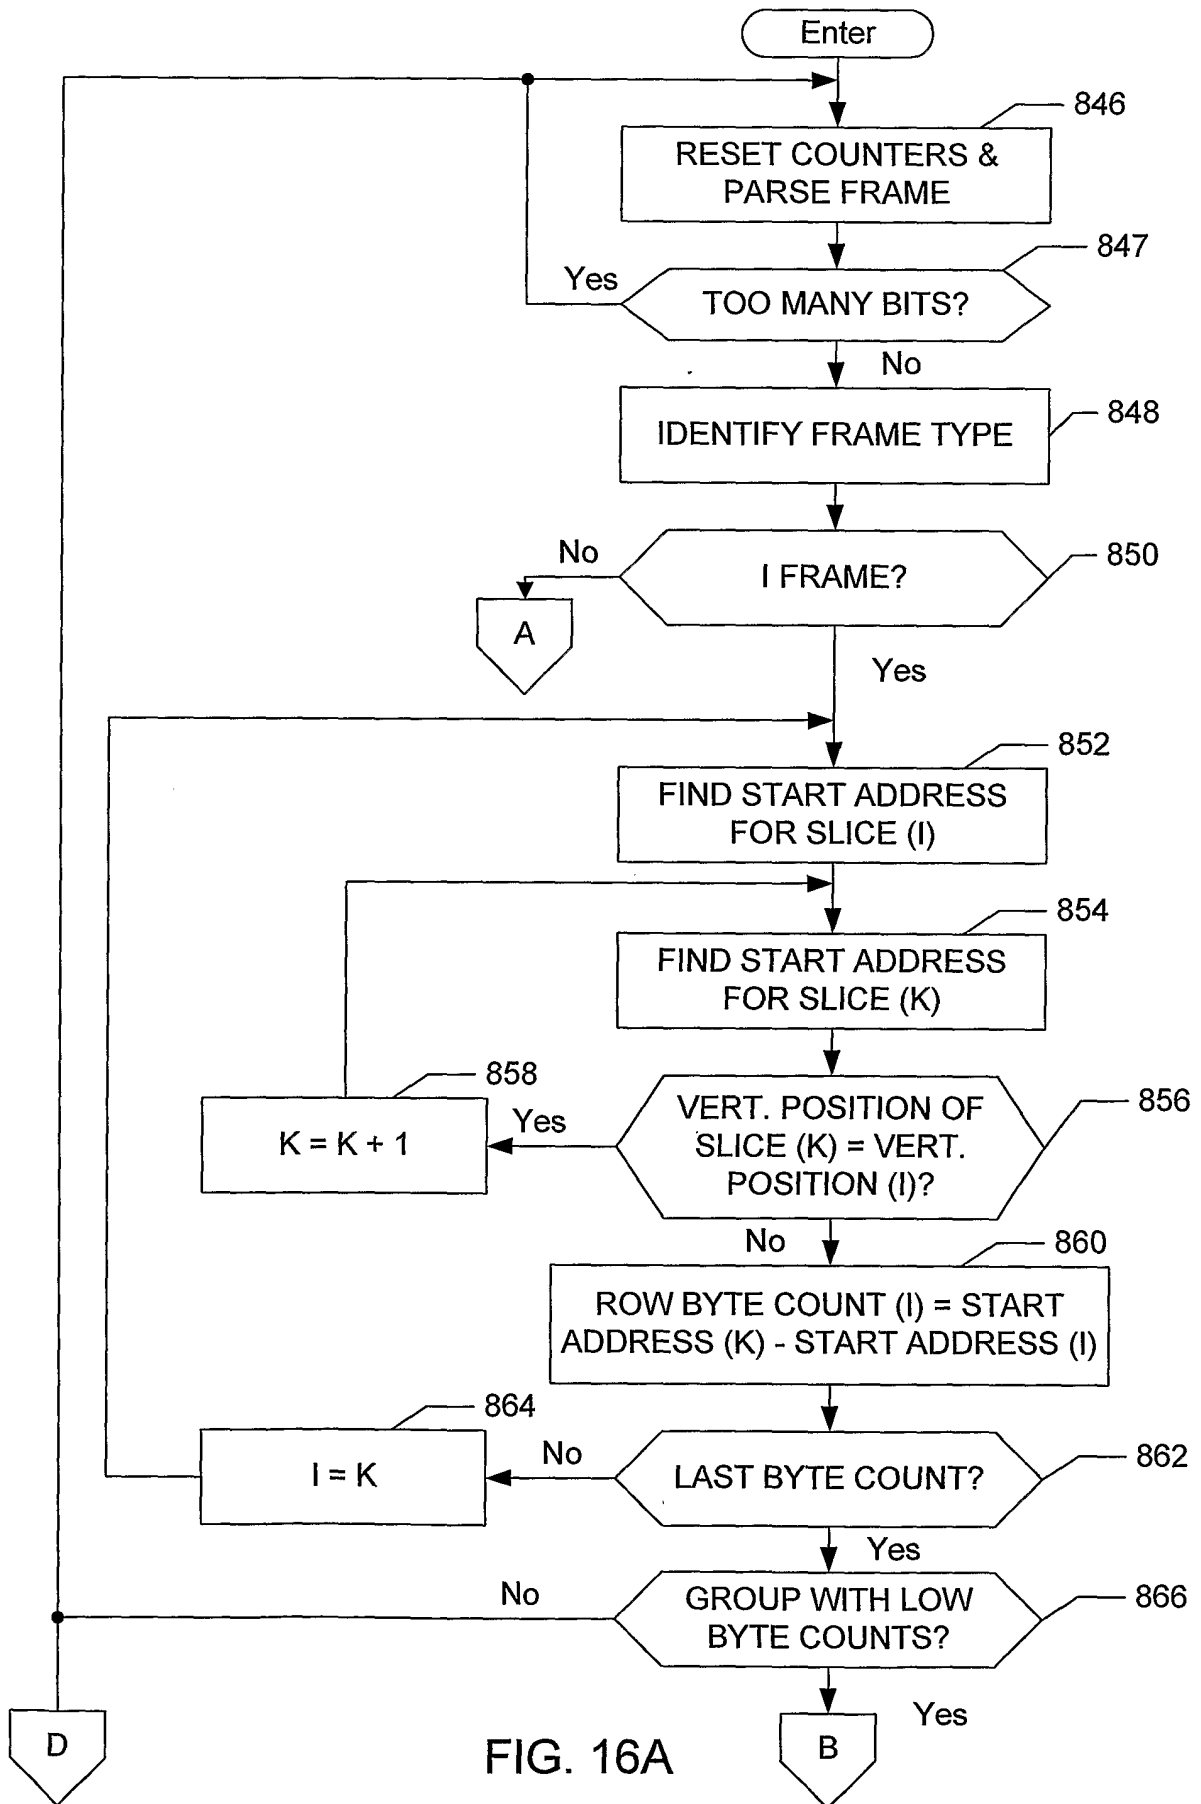 Enter
846
RESET COUNTERS &
PARSE FRAME
847
Yes
TOO MANY BITS?
No
848
IDENTIFY FRAME TYPE
No
850
I FRAME?
A
Yes
852
FIND START ADDRESS
FOR SLICE (I)
854
FIND START ADDRESS
FOR SLICE (K)
858
K = K + 1
Yes
856
VERT. POSITION OF
SLICE (K) = VERT.
POSITION (I)?
No
860
ROW BYTE COUNT (I) = START
ADDRESS (K) - START ADDRESS (I)
864
I = K
No
862
LAST BYTE COUNT?
Yes
No
866
GROUP WITH LOW
BYTE COUNTS?
Yes
D
B
FIG. 16A